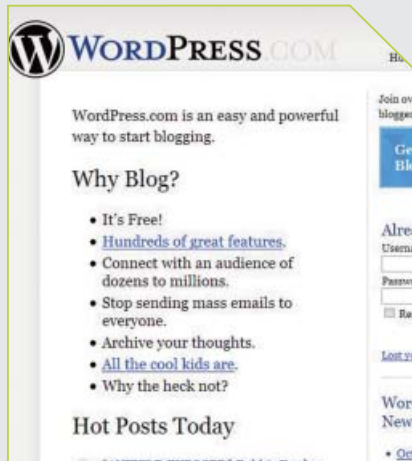 WORDPRESS.COM
WordPress.com is an easy and powerful
way to start blogging.
Why Blog?
• It's Free!
• Hundreds of great features.
• Connect with an audience of
dozens to millions.
• Stop sending mass emails to
everyone.
• Archive your thoughts.
• All the cool kids are.
• Why the heck not?
Hot Posts Today
Join